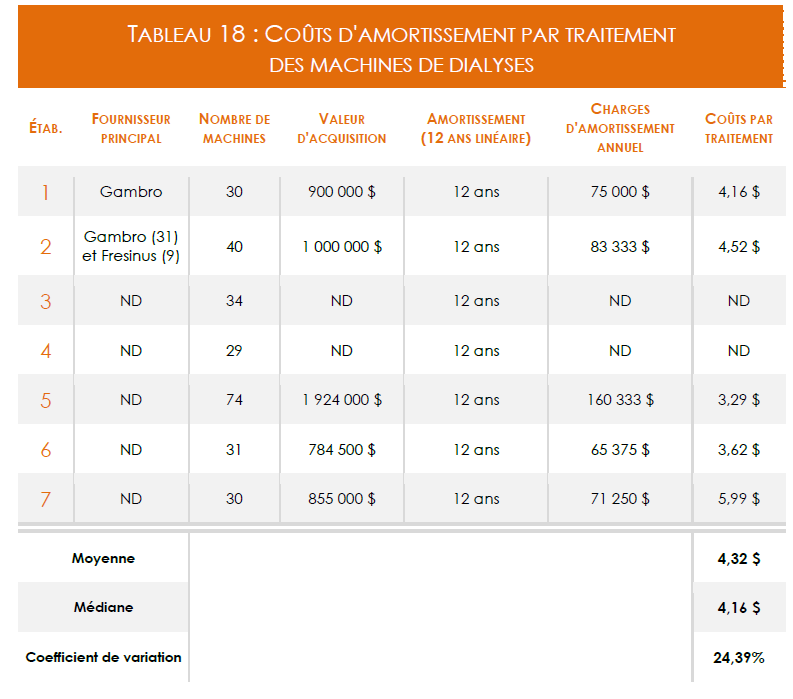 TABLEAU 18 : COÛTS D'AMORTISSEMENT PAR TRAITEMENT
DES MACHINES DE DIALYSES
ÉTAB. FOURNISSEUR PRINCIPAL NOMBRE DE MACHINES VALEUR D'ACQUISITION AMORTISSEMENT (12 ANS LINÉAIRE) CHARGES D'AMORTISSEMENT ANNUEL COÛTS PAR TRAITEMENT
1 Gambro 30 900 000 $ 12 ans 75 000 $ 4,16 $
2 Gambro (31) et Fresinus (9) 40 1 000 000 $ 12 ans 83 333 $ 4,52 $
3 ND 34 ND 12 ans ND ND
4 ND 29 ND 12 ans ND ND
5 ND 74 1 924 000 $ 12 ans 160 333 $ 3,29 $
6 ND 31 784 500 $ 12 ans 65 375 $ 3,62 $
7 ND 30 855 000 $ 12 ans 71 250 $ 5,99 $
Moyenne 4,32 $
Médiane 4,16 $
Coefficient de variation 24,39%